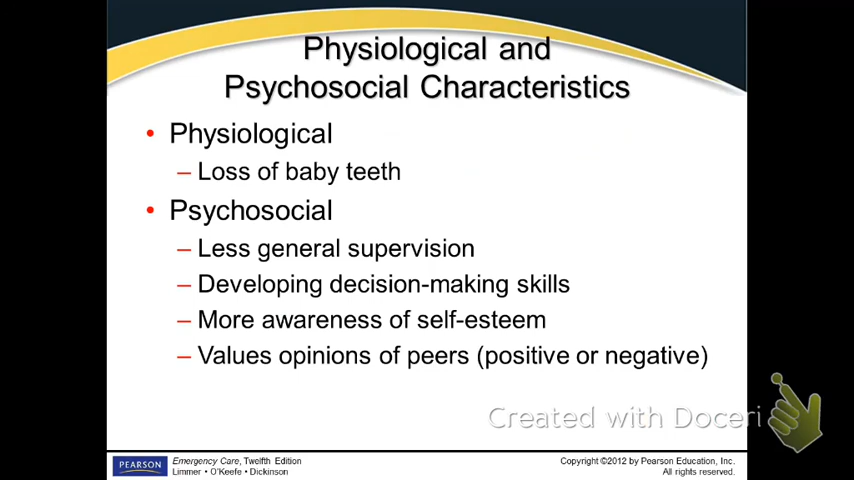 Physiological and
Psychosocial Characteristics
• Physiological
– Loss of baby teeth
• Psychosocial
– Less general supervision
– Developing decision-making skills
– More awareness of self-esteem
– Values opinions of peers (positive or negative)
Created with Doceri
PEARSON
Emergency Care, Twelfth Edition
Limmer • O'Keefe • Dickinson
Copyright ©2012 by Pearson Education, Inc.
All rights reserved.